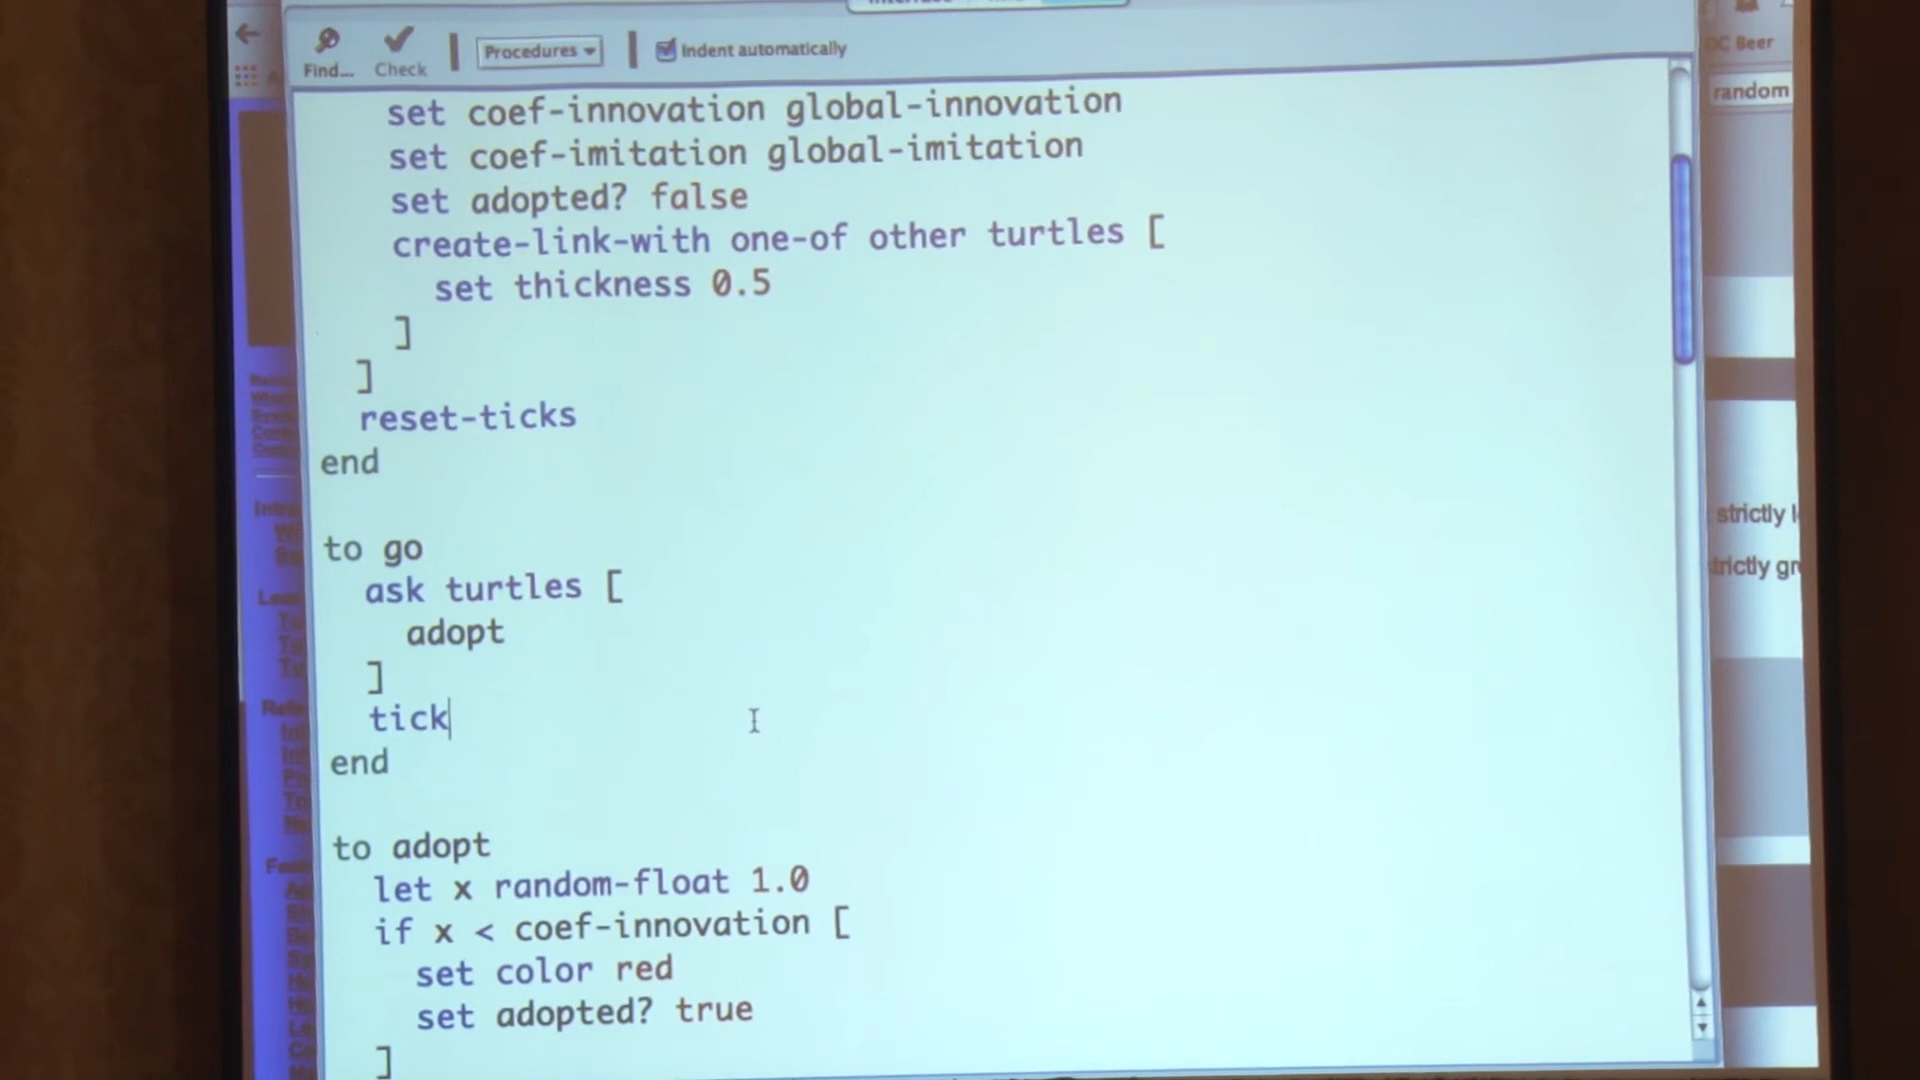 Find...
Check
Procedures
Indent automatically
set coef-innovation global-innovation
set coef-imitation global-imitation
set adopted? false
create-link-with one-of other turtles [
set thickness 0.5
]
]
reset-ticks
end
to go
ask turtles [
adopt
]
tick
end
to adopt
let x random-float 1.0
if x < coef-innovation [
set color red
set adopted? true
]
DC Beer
random
strictly
strictly